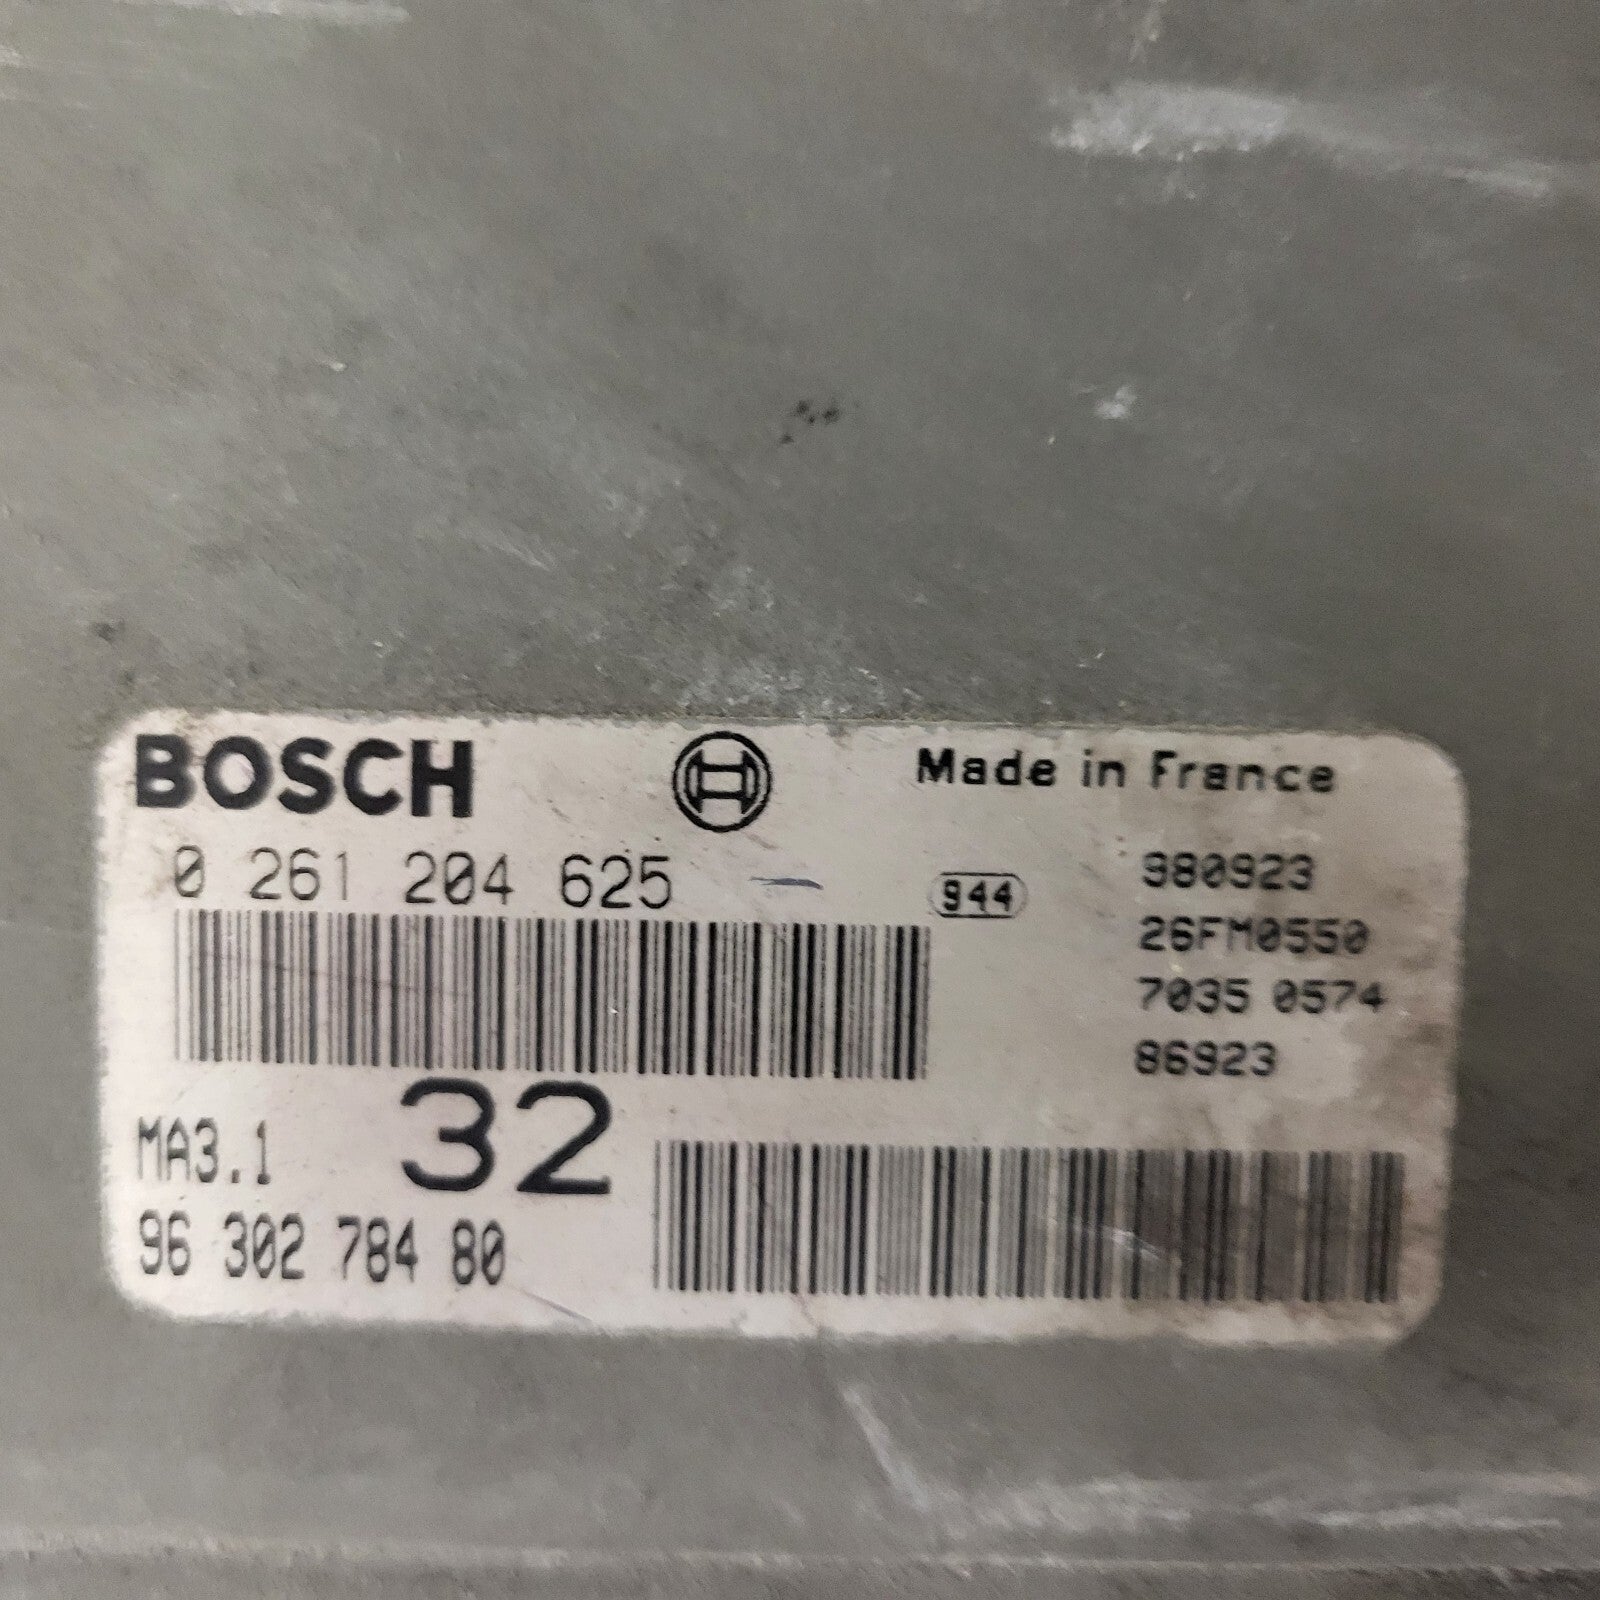 BOSCH
Made in France
0 261 204 625
944
980923
26FM0550
7035 0574
86923
MA3.1
32
96 302 784 80